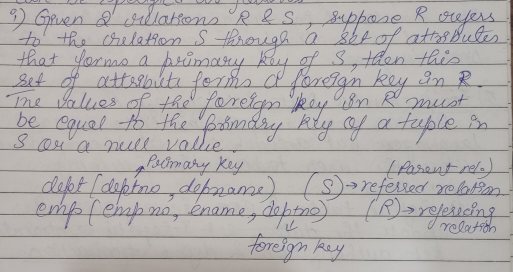 9) Given 2 relations R & S, suppose R refers
to the relation S through a set of attributes
that forms a primary key of S, then this
set of attribute forms a foreign key in R.
The values of the foreign key in R must
be equal to the primary key of a tuple in
S or a null value.
Primary key
(Parent rel.)
dept (deptno, depname) (S) → referred relation
emp (emp no, ename, deptno) (R) → referecing
relation
foreign key